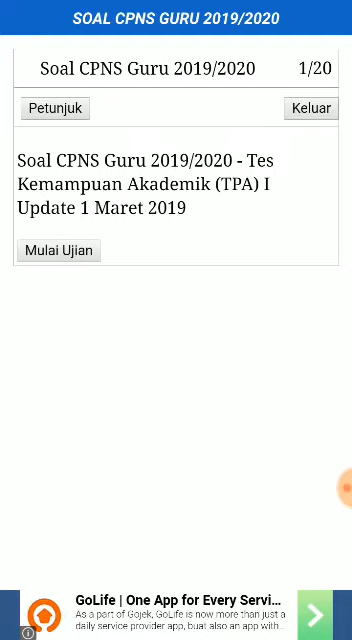 SOAL CPNS GURU 2019/2020
Soal CPNS Guru 2019/2020 1/20
Petunjuk Keluar
Soal CPNS Guru 2019/2020 - Tes
Kemampuan Akademik (TPA) I
Update 1 Maret 2019
Mulai Ujian
GoLife | One App for Every Servi...
As a part of Gojek, GoLife is now more than just a
daily service provider app, buat also an app with...